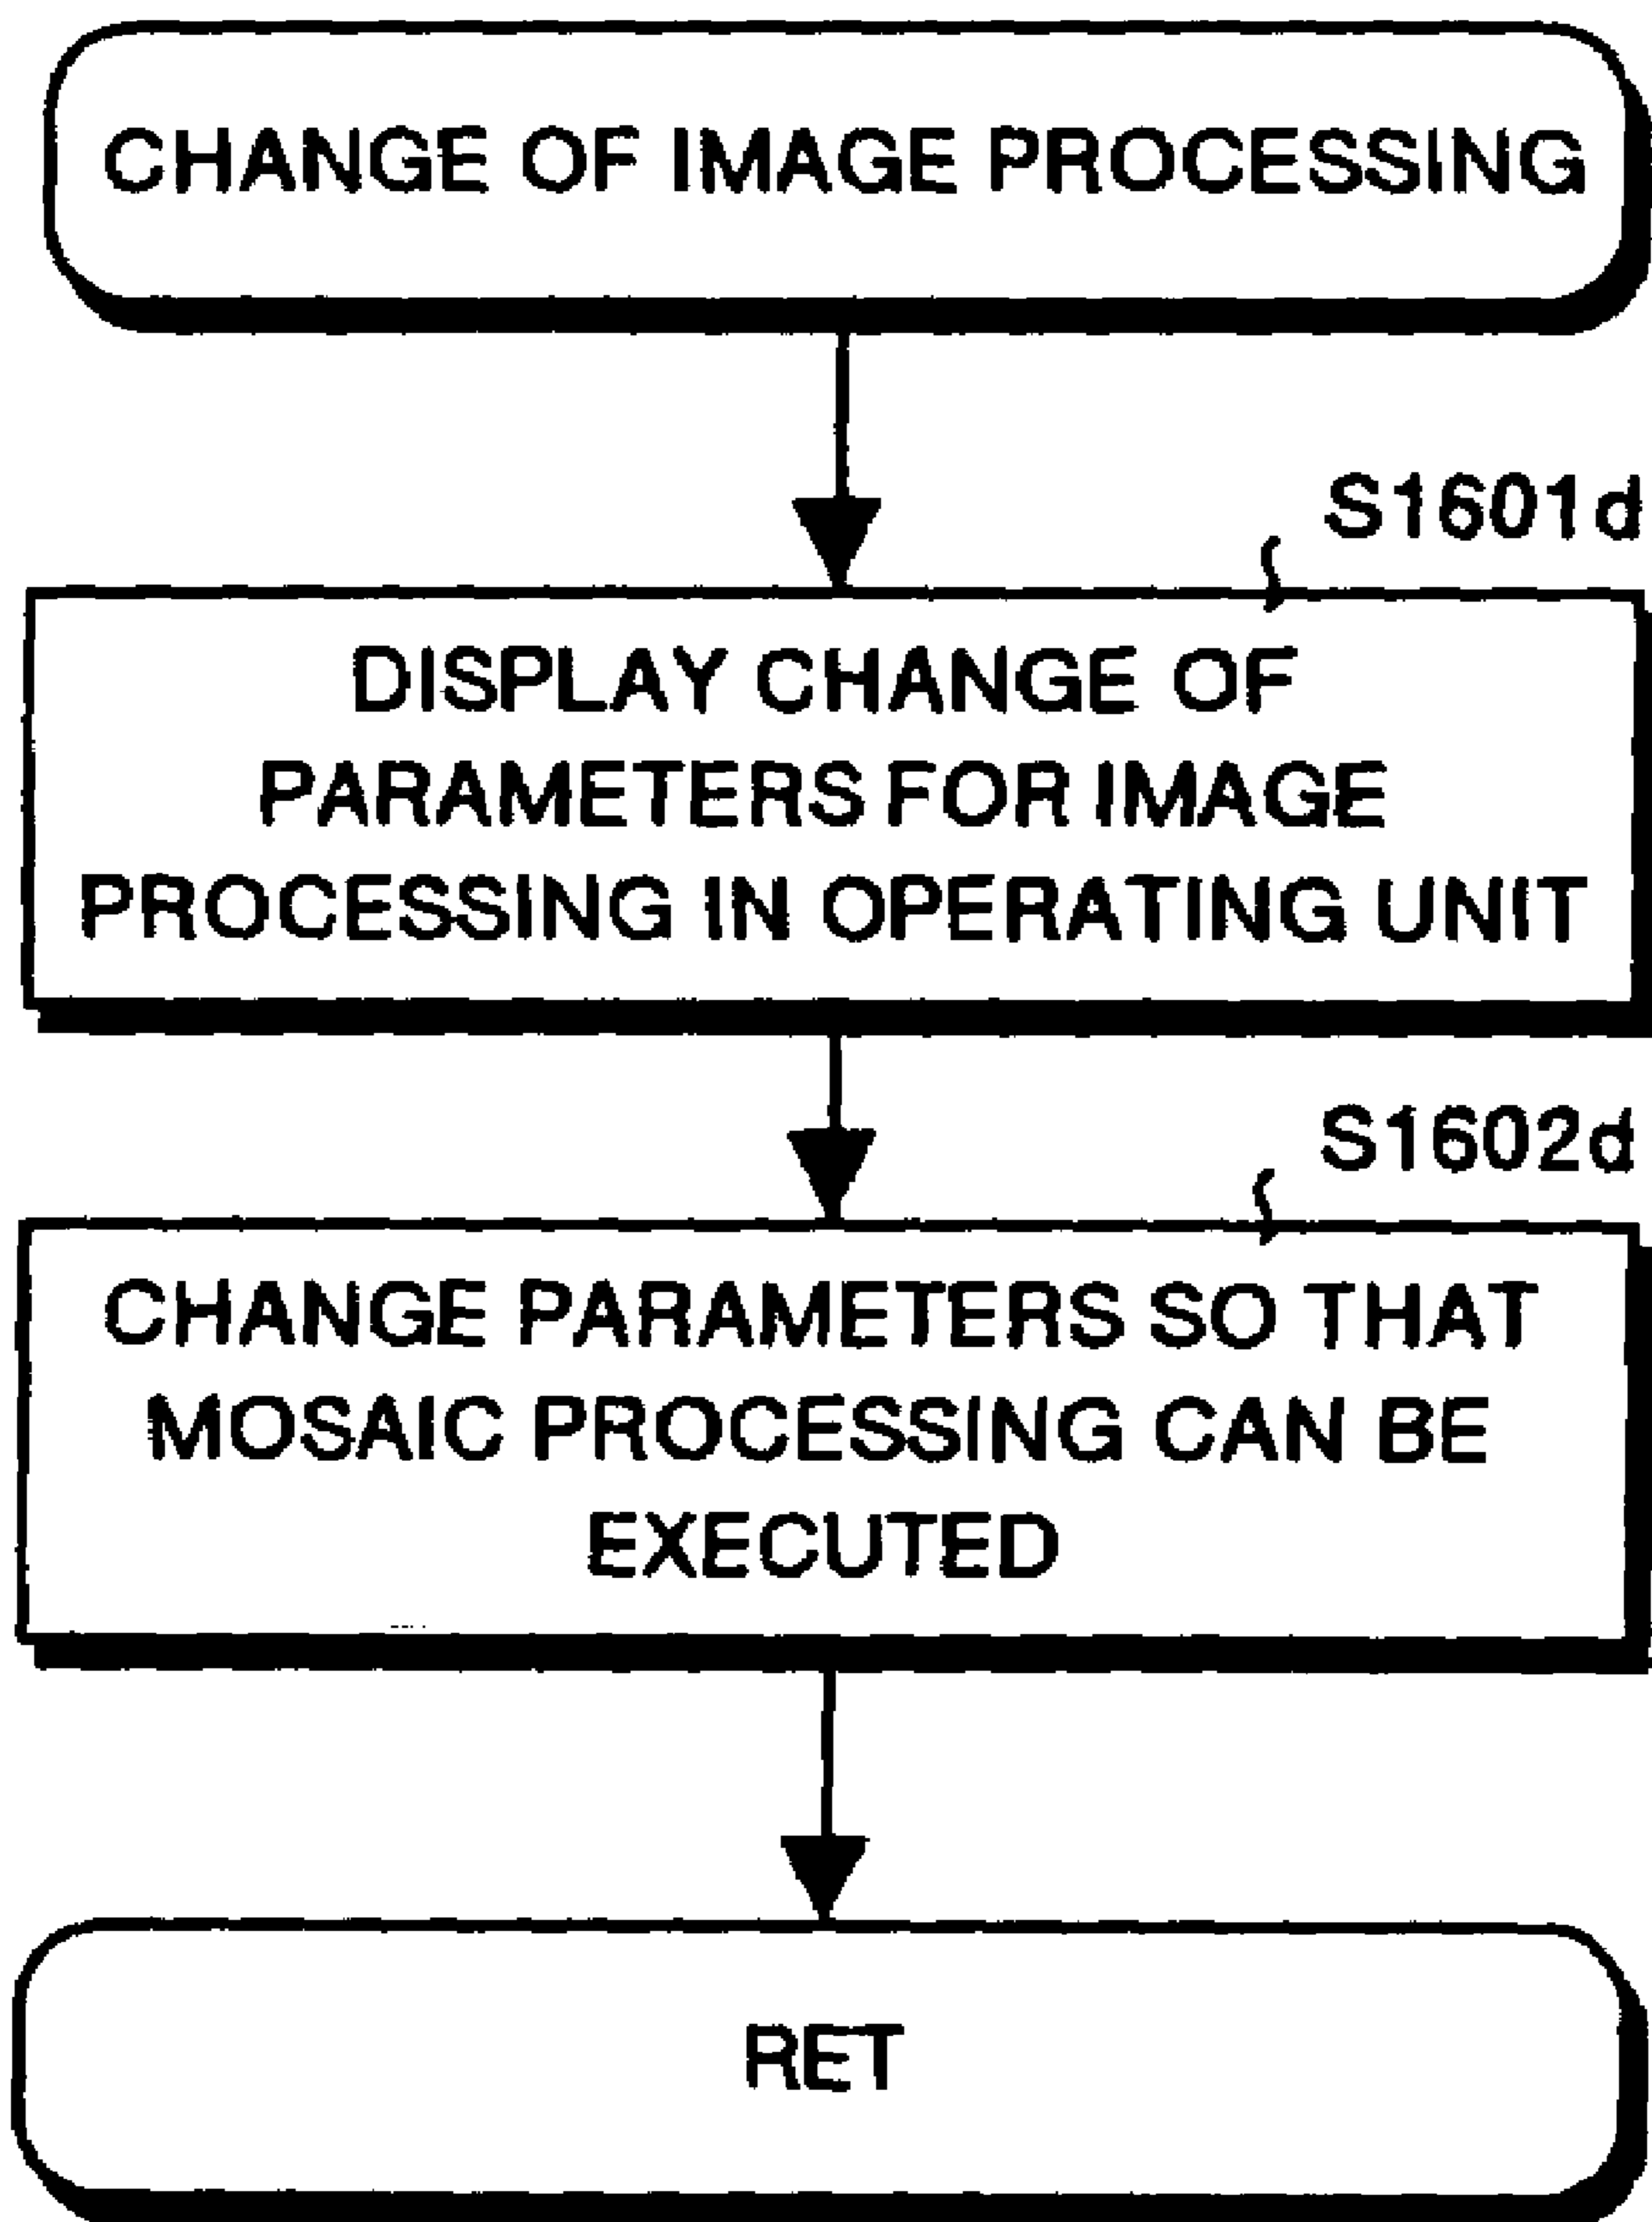 CHANGE OF IMAGE PROCESSING
S1601d
DISPLAY CHANGE OF
PARAMETERS FOR IMAGE
PROCESSING IN OPERATING UNIT
S1602d
CHANGE PARAMETERS SO THAT
MOSAIC PROCESSING CAN BE
EXECUTED
RET